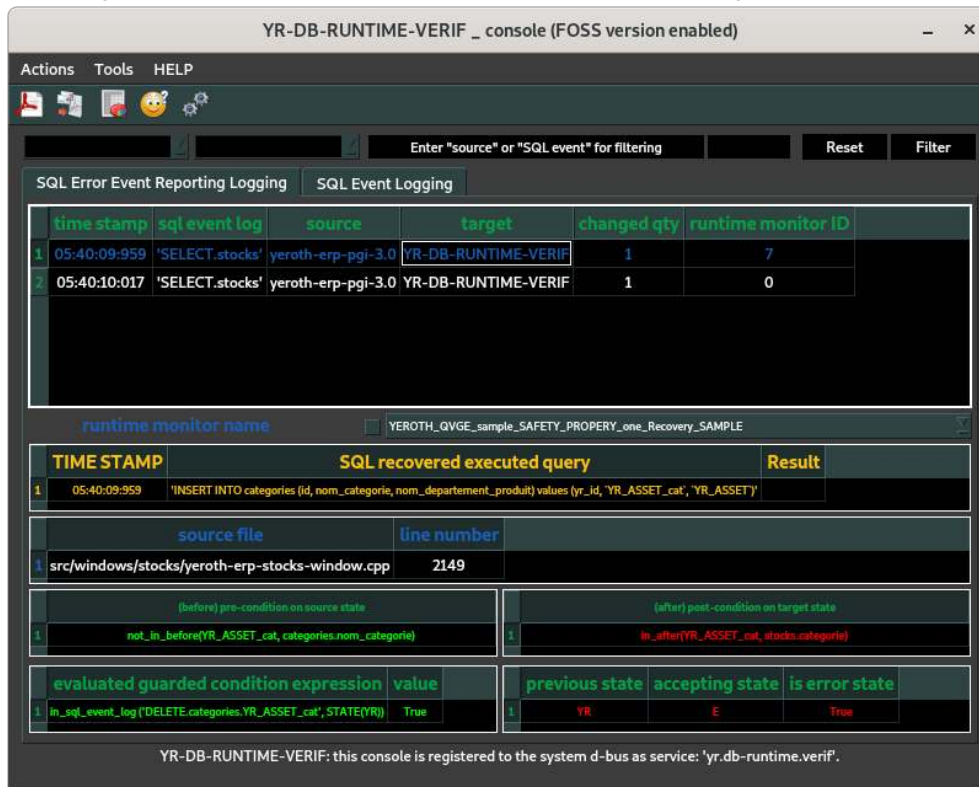 YR-DB-RUNTIME-VERIF _ console (FOSS version enabled)
Actions Tools HELP
Enter "source" or "SQL event" for filtering Reset Filter
SQL Error Event Reporting Logging SQL Event Logging
time stamp sql event log source target changed qty runtime monitor ID
1 05:40:09:959 'SELECT.stocks' yeroth-erp-pgi-3.0 YR-DB-RUNTIME-VERIF 1 7
2 05:40:10:017 'SELECT.stocks' yeroth-erp-pgi-3.0 YR-DB-RUNTIME-VERIF 1 0
runtime monitor name YEROTH_QVGE_sample_SAFETY_PROPERY_one_Recovery_SAMPLE
TIME STAMP SQL recovered executed query Result
1 05:40:09:959 'INSERT INTO categories (id, nom_categorie, nom_departement_produit) values (yr_id, 'YR_ASSET_cat', 'YR_ASSET')'
source file line number
1 src/windows/stocks/yeroth-erp-stocks-window.cpp 2149
(before) pre-condition on source state (after) post-condition on target state
1 not_in_before(YR_ASSET_cat, categories.nom_categorie) 1 in_after(YR_ASSET_cat, stocks.categorie)
evaluated guarded condition expression value previous state accepting state is error state
1 in_sql_event_log('DELETE.categories.YR_ASSET_cat', STATE(YR)) True 1 YR E True
YR-DB-RUNTIME-VERIF: this console is registered to the system d-bus as service: 'yr.db-runtime.verif'.